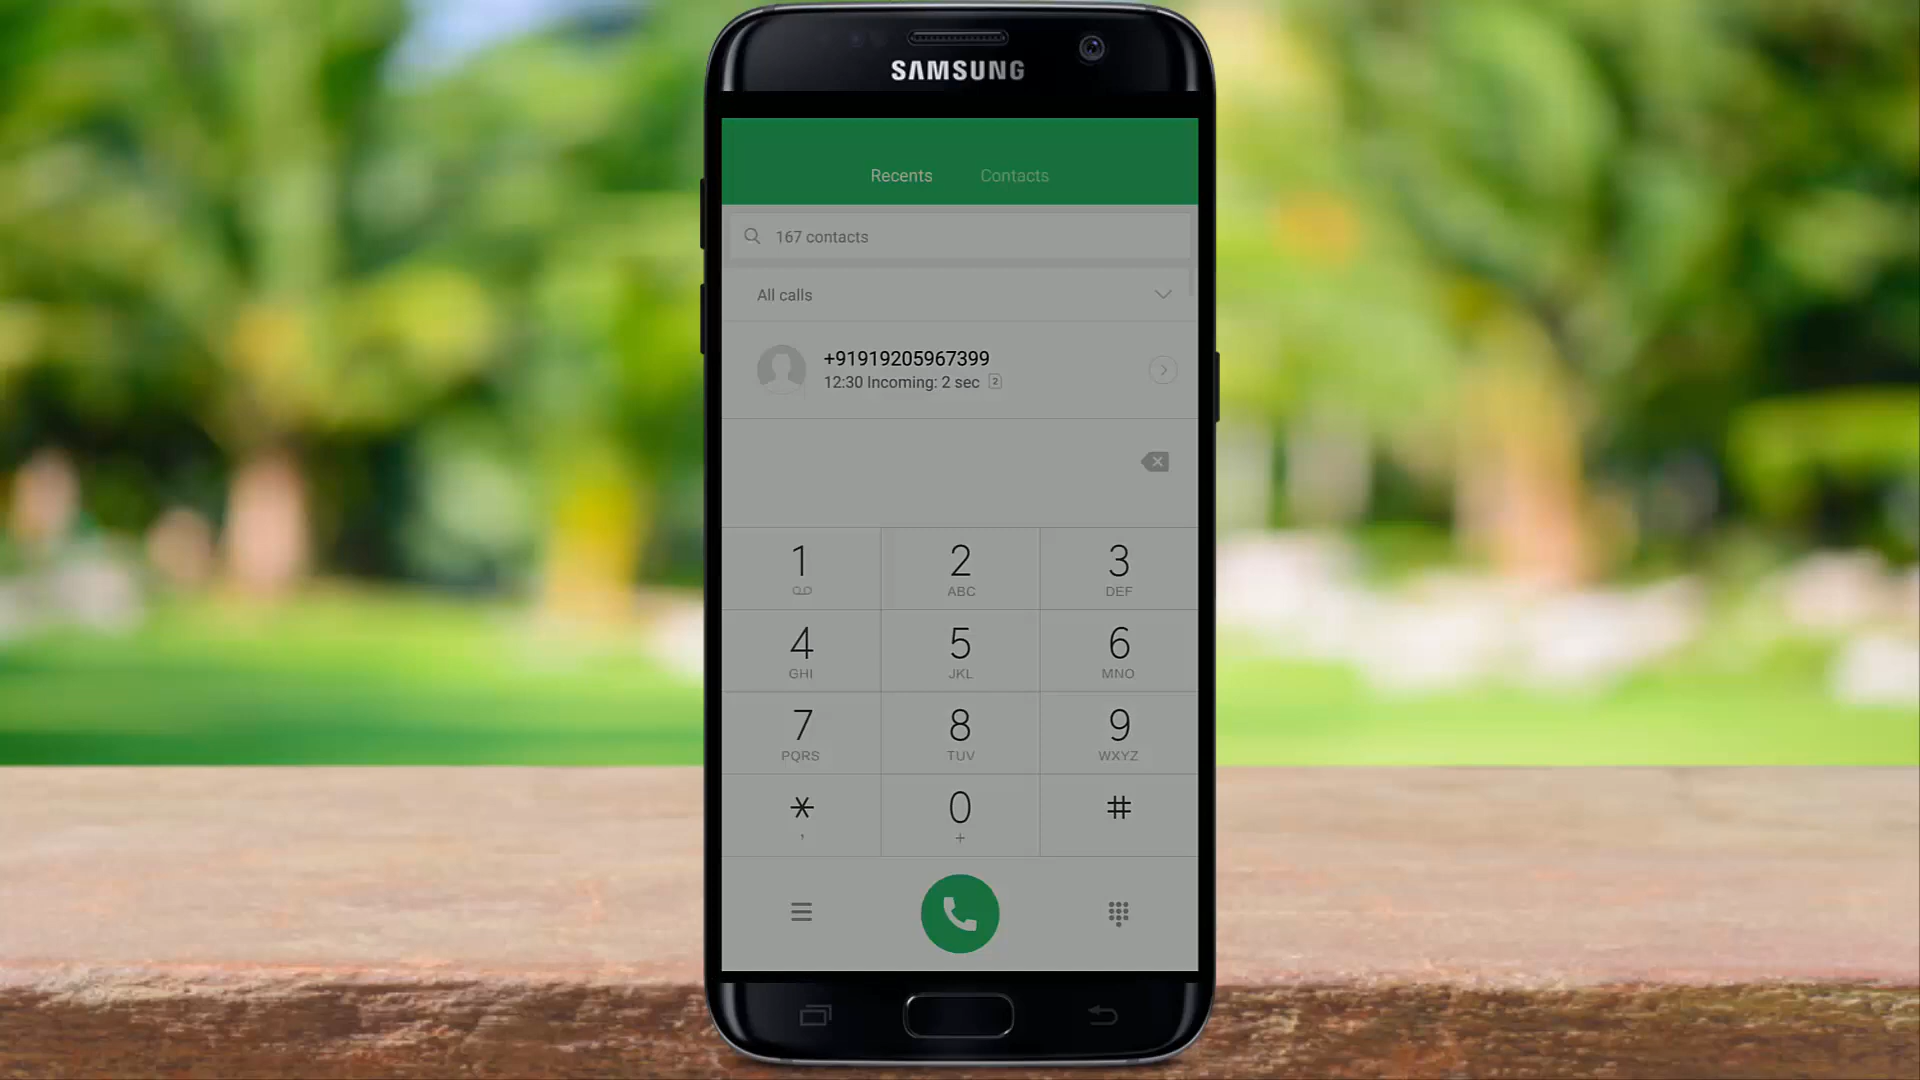 SAMSUNG
Recents Contacts
167 contacts
All calls
+91919205967399
12:30 Incoming: 2 sec 2
1 2 3
ABC DEF
4 5 6
GHI JKL MNO
7 8 9
PQRS TUV WXYZ
* 0 #
, +